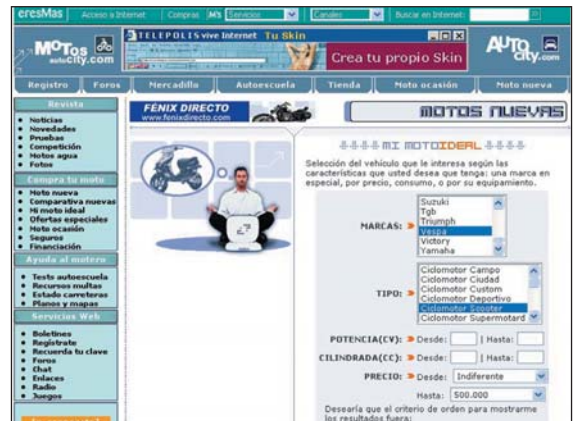 eresMas Acceso a Internet Compras M's Servicios Canales Buscar en Internet:
MOTOS autocity.com
TELEPOLIS vive Internet Tu Skin
Crea tu propio Skin
AUTOcity.com
Registro Foros Mercadillo Autoescuela Tienda Moto ocasión Moto nueva
Revista
• Noticias
• Novedades
• Pruebas
• Competición
• Motos agua
• Fotos
Compra tu moto
• Moto nueva
• Comparativa nuevas
• Mi moto ideal
• Ofertas especiales
• Moto ocasión
• Seguros
• Financiación
Ayuda al motero
• Tests autoescuela
• Recursos multas
• Estado carreteras
• Planos y mapas
Servicios Web
• Boletines
• Regístrate
• Recuerda tu clave
• Foros
• Chat
• Enlaces
• Radio
• Juegos
FÉNIX DIRECTO
www.fenixdirecto.com
MOTOS NUEVAS
MI MOTOIDEAL
Selección del vehículo que le interesa según las
características que usted desea que tenga: una marca en
especial, por precio, consumo, o por su equipamiento.
MARCAS:
Suzuki
Tgb
Triumph
Vespa
Victory
Yamaha
TIPO:
Ciclomotor Campo
Ciclomotor Ciudad
Ciclomotor Custom
Ciclomotor Deportivo
Ciclomotor Scooter
Ciclomotor Supermotard
POTENCIA(CV): Desde: | Hasta:
CILINDRADA(CC): Desde: | Hasta:
PRECIO: Desde: Indiferente
Hasta: 500.000
Desearía que el criterio de orden para mostrarme
los resultados fuera: